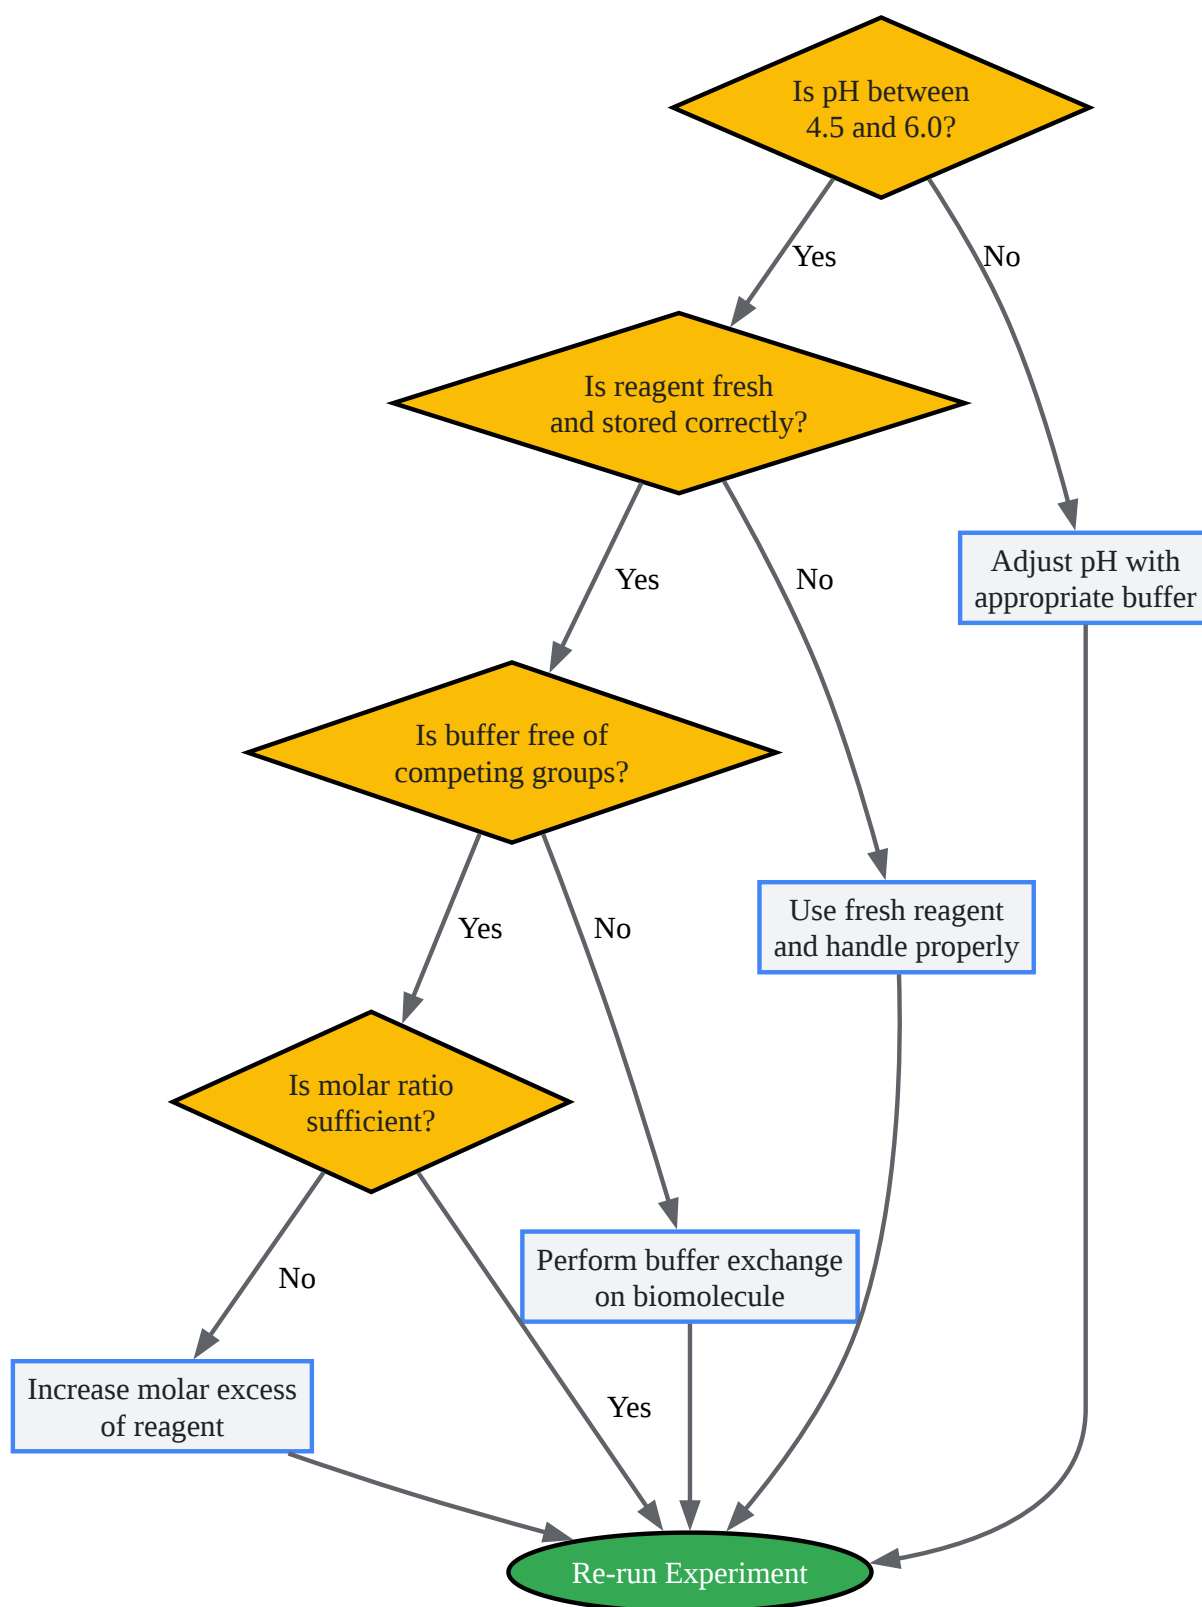 Is pH between
4.5 and 6.0?
Yes
No
Is reagent fresh
and stored correctly?
Yes
No
Adjust pH with
appropriate buffer
Is buffer free of
competing groups?
Yes
No
Use fresh reagent
and handle properly
Is molar ratio
sufficient?
No
Yes
Perform buffer exchange
on biomolecule
Increase molar excess
of reagent
Re-run Experiment